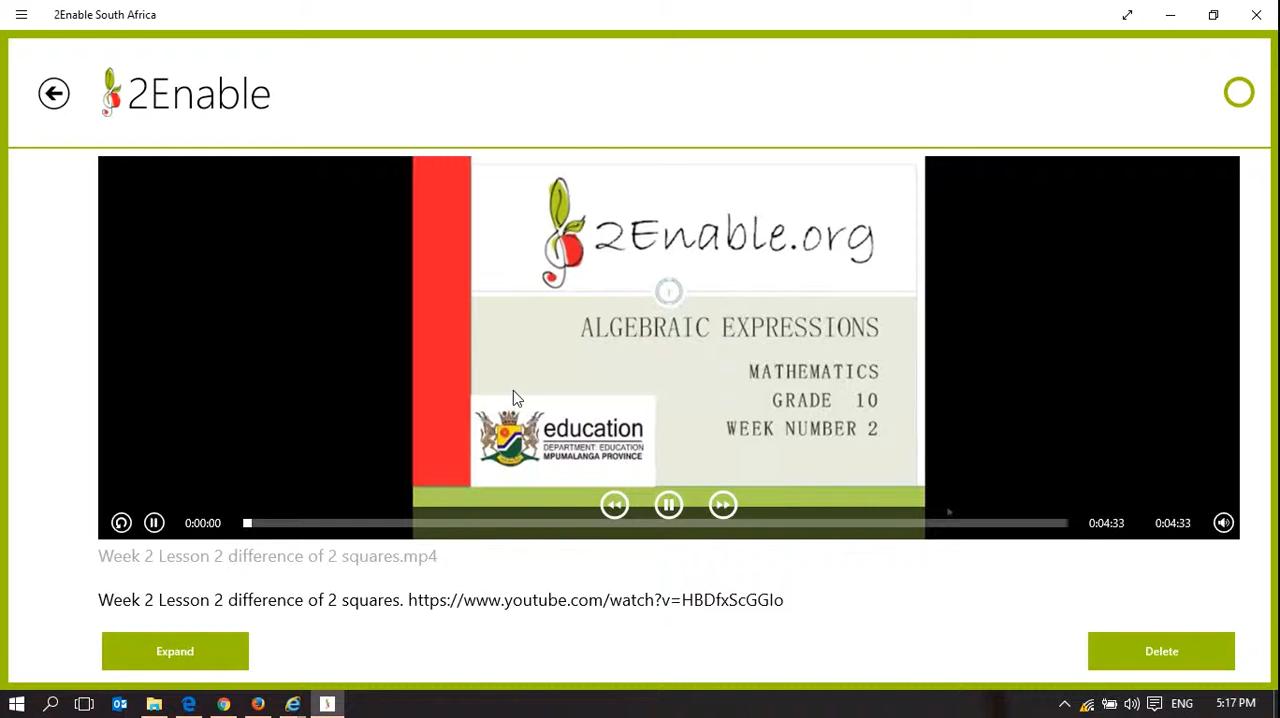 2Enable South Africa
2Enable
2Enable.org
1
ALGEBRAIC EXPRESSIONS
MATHEMATICS
GRADE 10
WEEK NUMBER 2
education
DEPARTMENT: EDUCATION
MPUMALANGA PROVINCE
0:00:00
0:04:33
0:04:33
Week 2 Lesson 2 difference of 2 squares.mp4
Week 2 Lesson 2 difference of 2 squares. https://www.youtube.com/watch?v=HBDfxScGGIo
Expand
Delete
ENG
5:17 PM